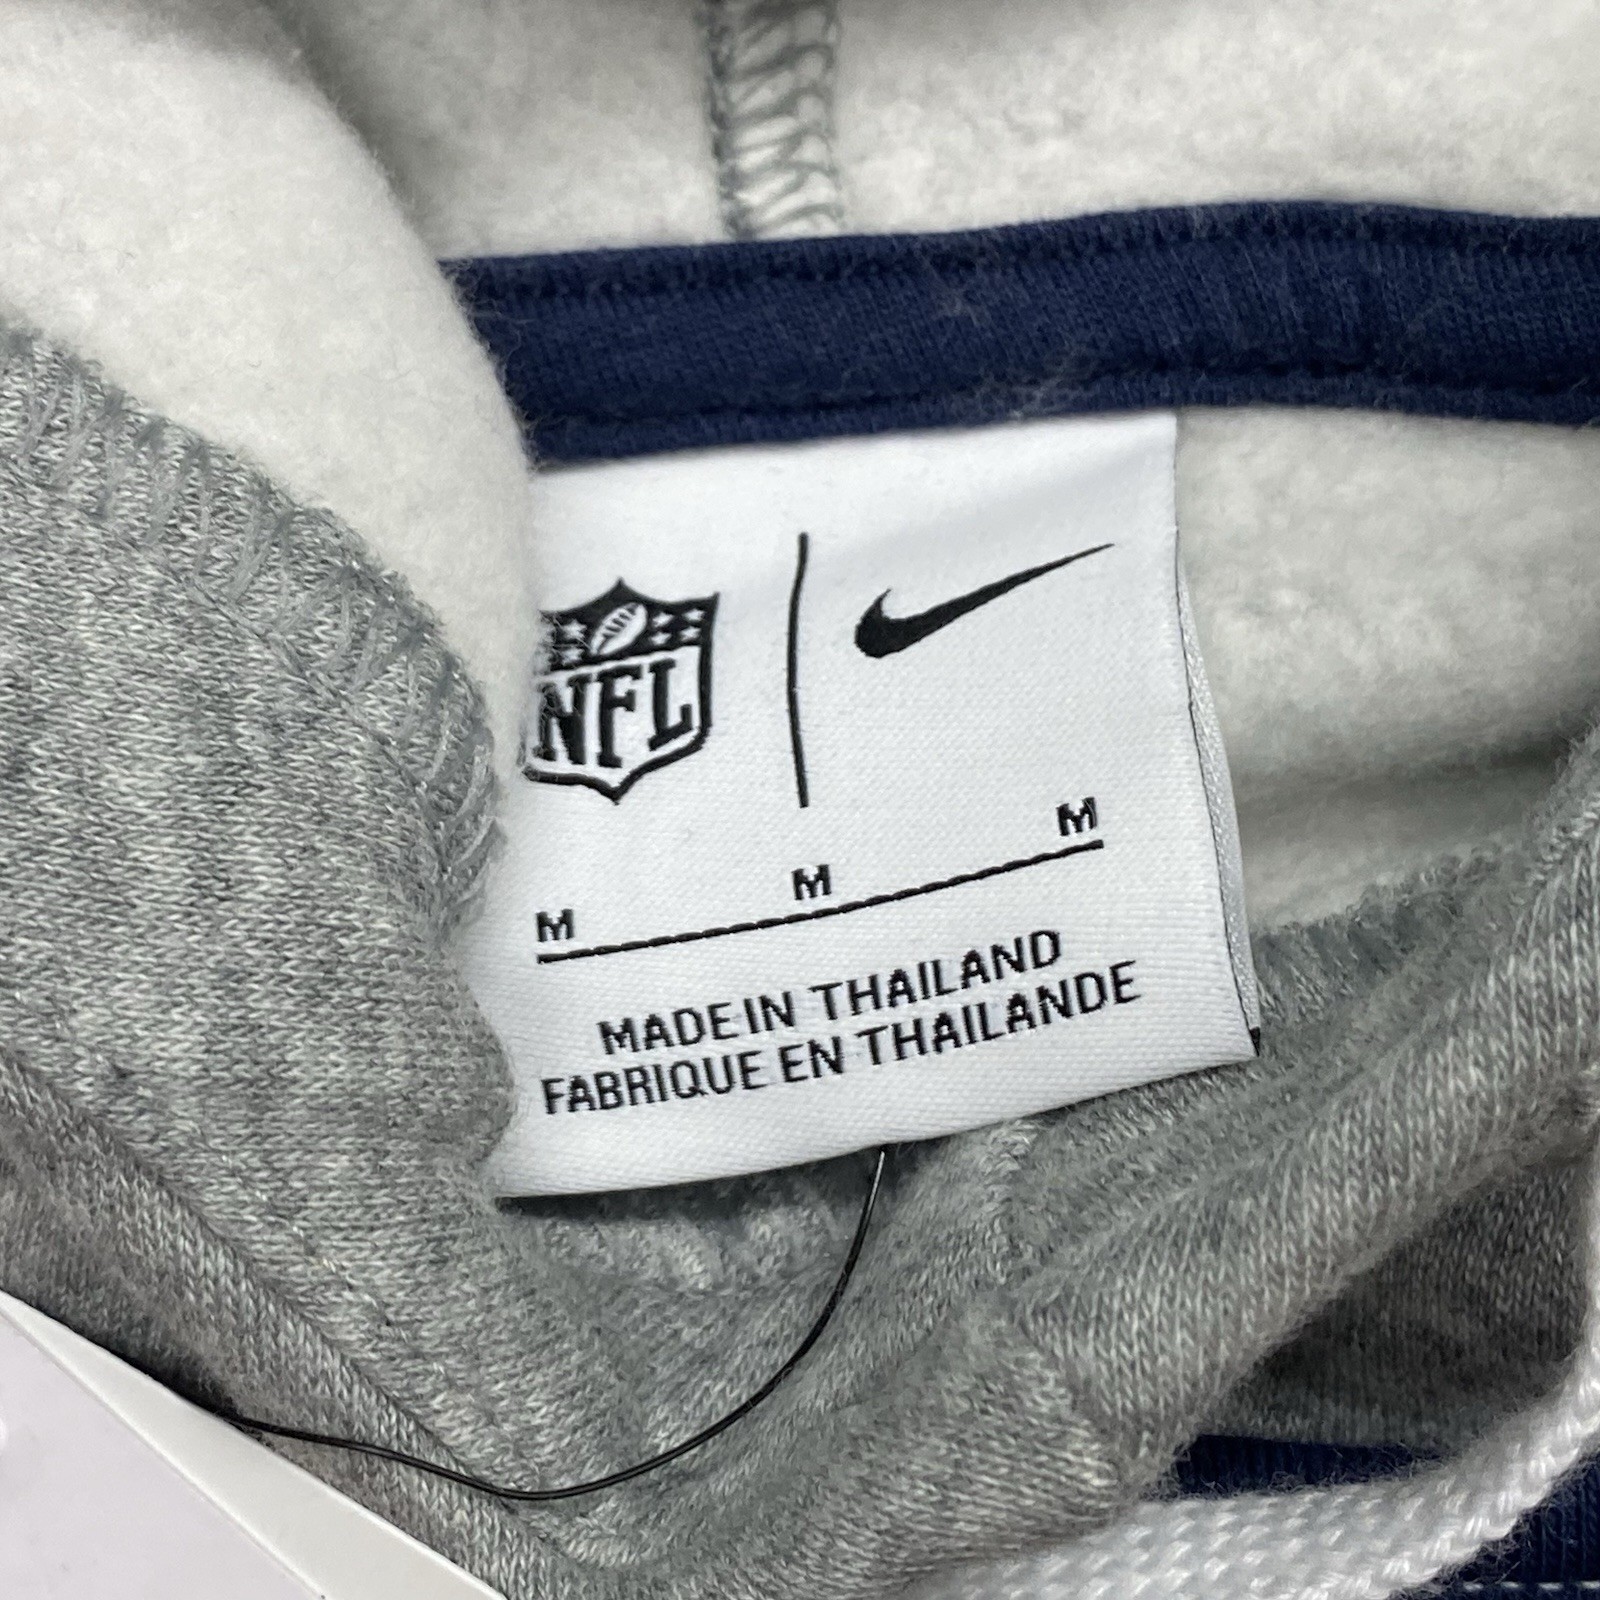 NFL
M M M
MADE IN THAILAND
FABRIQUE EN THAILANDE